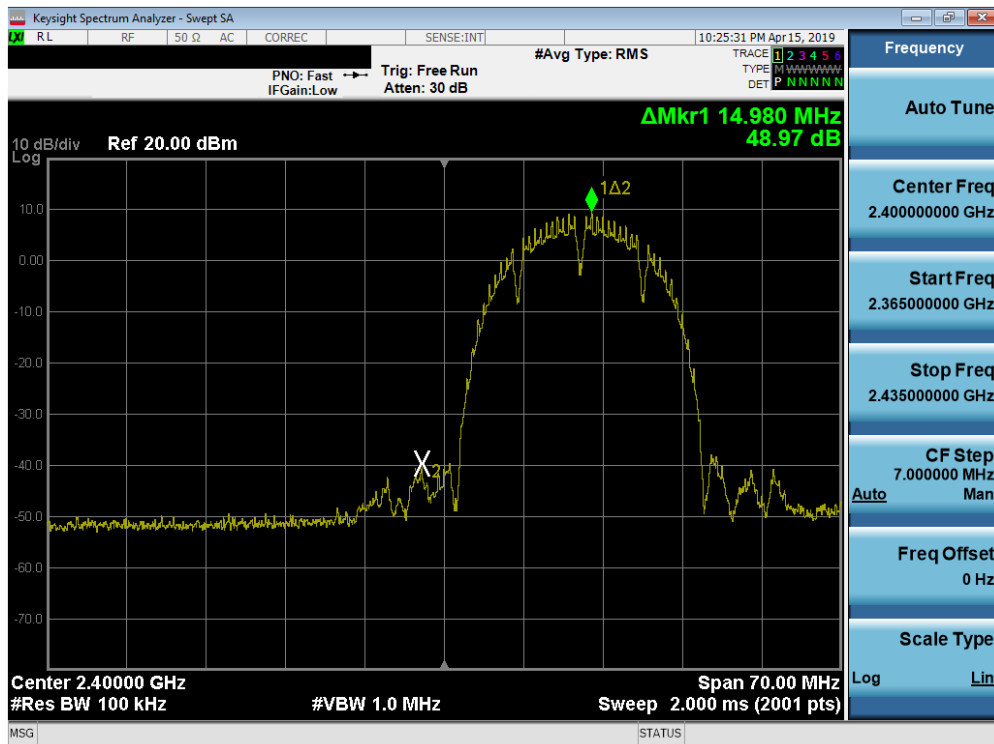 Keysight Spectrum Analyzer - Swept SA
LXI RL RF 50 Ω AC CORREC SENSE:INT 10:25:31 PM Apr 15, 2019
#Avg Type: RMS
TRACE 1 2 3 4 5 6
TYPE M W W W W W
DET P N N N N N
PNO: Fast
IFGain:Low
Trig: Free Run
Atten: 30 dB
ΔMkr1 14.980 MHz
48.97 dB
10 dB/div Ref 20.00 dBm
Log
1Δ2
10.0
0.00
-10.0
-20.0
-30.0
-40.0
2
-50.0
-60.0
-70.0
Center 2.40000 GHz Span 70.00 MHz
#Res BW 100 kHz #VBW 1.0 MHz Sweep 2.000 ms (2001 pts)
MSG STATUS
Frequency
Auto Tune
Center Freq
2.400000000 GHz
Start Freq
2.365000000 GHz
Stop Freq
2.435000000 GHz
CF Step
7.000000 MHz
Auto Man
Freq Offset
0 Hz
Scale Type
Log Lin